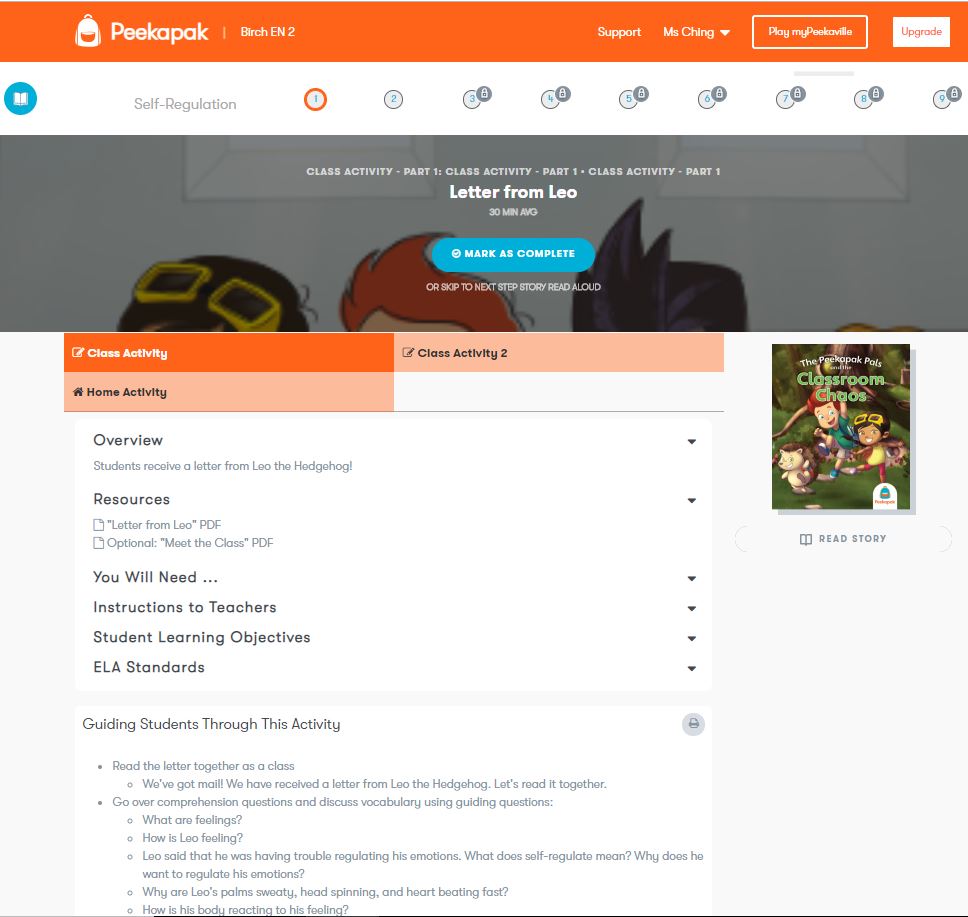 Peekapak | Birch EN 2
Support
Ms Ching
Play myPeekaville
Upgrade
Self-Regulation
1
2
3
4
5
6
7
8
9
CLASS ACTIVITY - PART 1: CLASS ACTIVITY - PART 1 • CLASS ACTIVITY - PART 1
Letter from Leo
30 MIN AVG
MARK AS COMPLETE
OR SKIP TO NEXT STEP STORY READ ALOUD
Class Activity
Class Activity 2
Home Activity
The Peekapak Pals
and the
Classroom
Chaos
Peekapak
READ STORY
Overview
Students receive a letter from Leo the Hedgehog!
Resources
"Letter from Leo" PDF
Optional: "Meet the Class" PDF
You Will Need ...
Instructions to Teachers
Student Learning Objectives
ELA Standards
Guiding Students Through This Activity
• Read the letter together as a class
◦ We've got mail! We have received a letter from Leo the Hedgehog. Let's read it together.
• Go over comprehension questions and discuss vocabulary using guiding questions:
◦ What are feelings?
◦ How is Leo feeling?
◦ Leo said that he was having trouble regulating his emotions. What does self-regulate mean? Why does he
want to regulate his emotions?
◦ Why are Leo's palms sweaty, head spinning, and heart beating fast?
◦ How is his body reacting to his feeling?